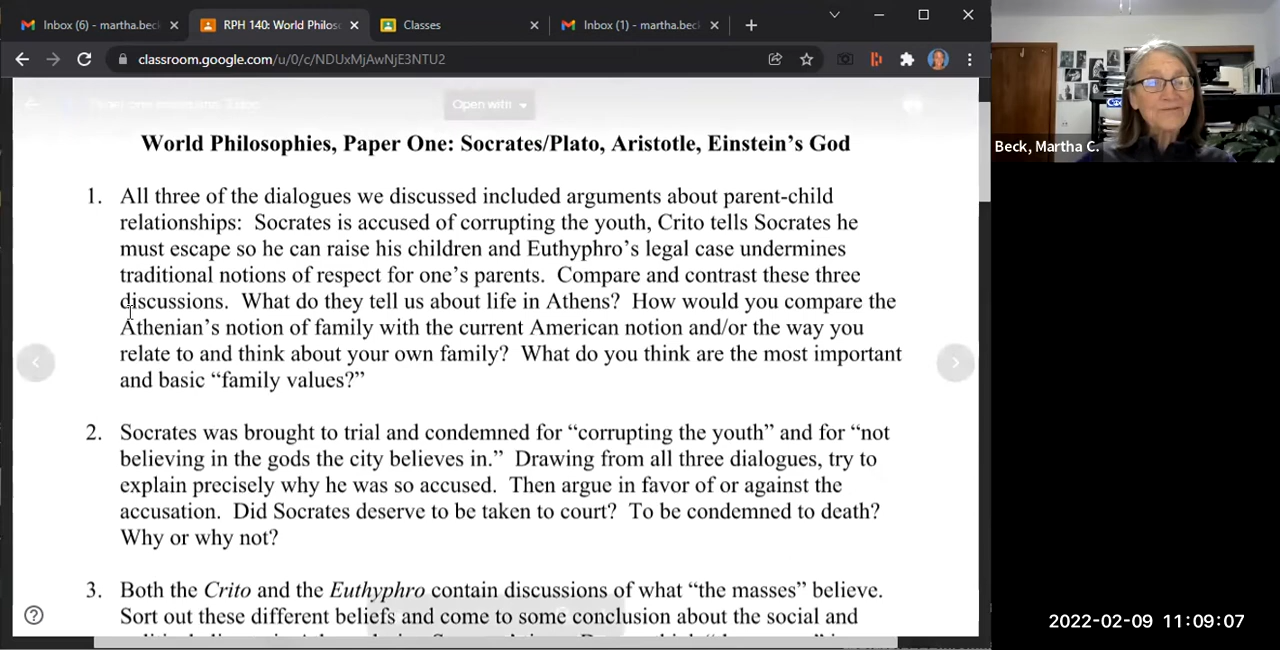 Inbox (6) - martha.beck
RPH 140: World Philos
Classes
Inbox (1) - martha.beck
classroom.google.com/u/0/c/NDUxMjAwNjE3NTU2
Open with
World Philosophies, Paper One: Socrates/Plato, Aristotle, Einstein's God
1. All three of the dialogues we discussed included arguments about parent-child
relationships: Socrates is accused of corrupting the youth, Crito tells Socrates he
must escape so he can raise his children and Euthyphro's legal case undermines
traditional notions of respect for one's parents. Compare and contrast these three
discussions. What do they tell us about life in Athens? How would you compare the
Athenian's notion of family with the current American notion and/or the way you
relate to and think about your own family? What do you think are the most important
and basic “family values?”
2. Socrates was brought to trial and condemned for “corrupting the youth” and for “not
believing in the gods the city believes in.” Drawing from all three dialogues, try to
explain precisely why he was so accused. Then argue in favor of or against the
accusation. Did Socrates deserve to be taken to court? To be condemned to death?
Why or why not?
3. Both the Crito and the Euthyphro contain discussions of what “the masses” believe.
Sort out these different beliefs and come to some conclusion about the social and
Beck, Martha C.
2022-02-09 11:09:07